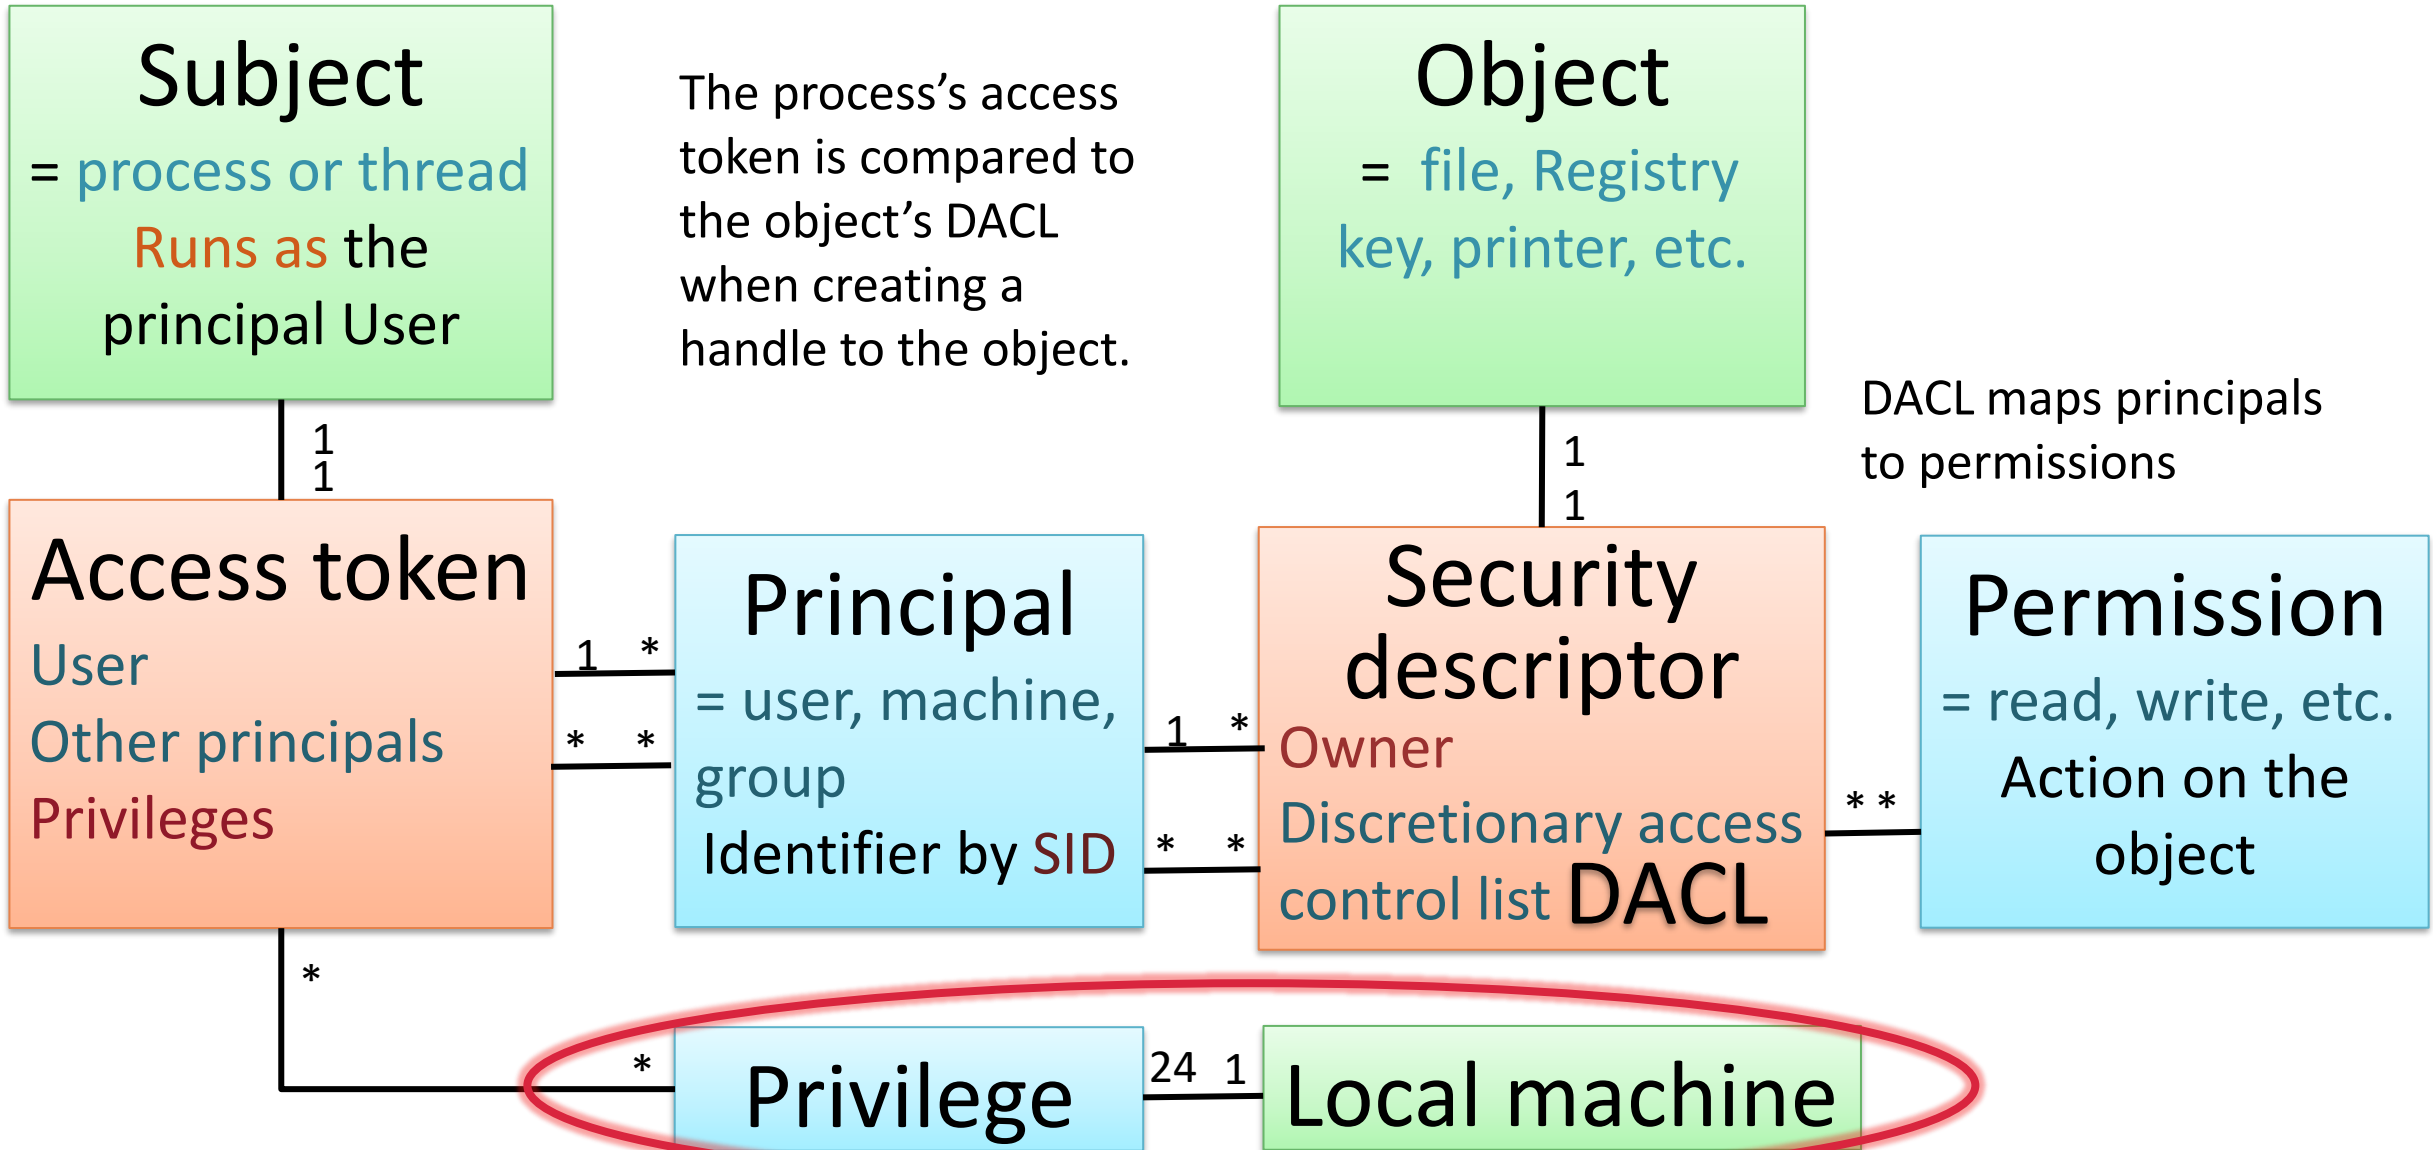 Subject
= process or thread
Runs as the
principal User
The process’s access
token is compared to
the object’s DACL
when creating a
handle to the object.
Object
= file, Registry
key, printer, etc.
DACL maps principals
to permissions
1
1
1
1
Access token
User
Other principals
Privileges
1 *
* *
Principal
= user, machine,
group
Identifier by SID
1 *
* *
Security
descriptor
Owner
Discretionary access
control list DACL
* *
Permission
= read, write, etc.
Action on the
object
*
*
Privilege
24 1
Local machine